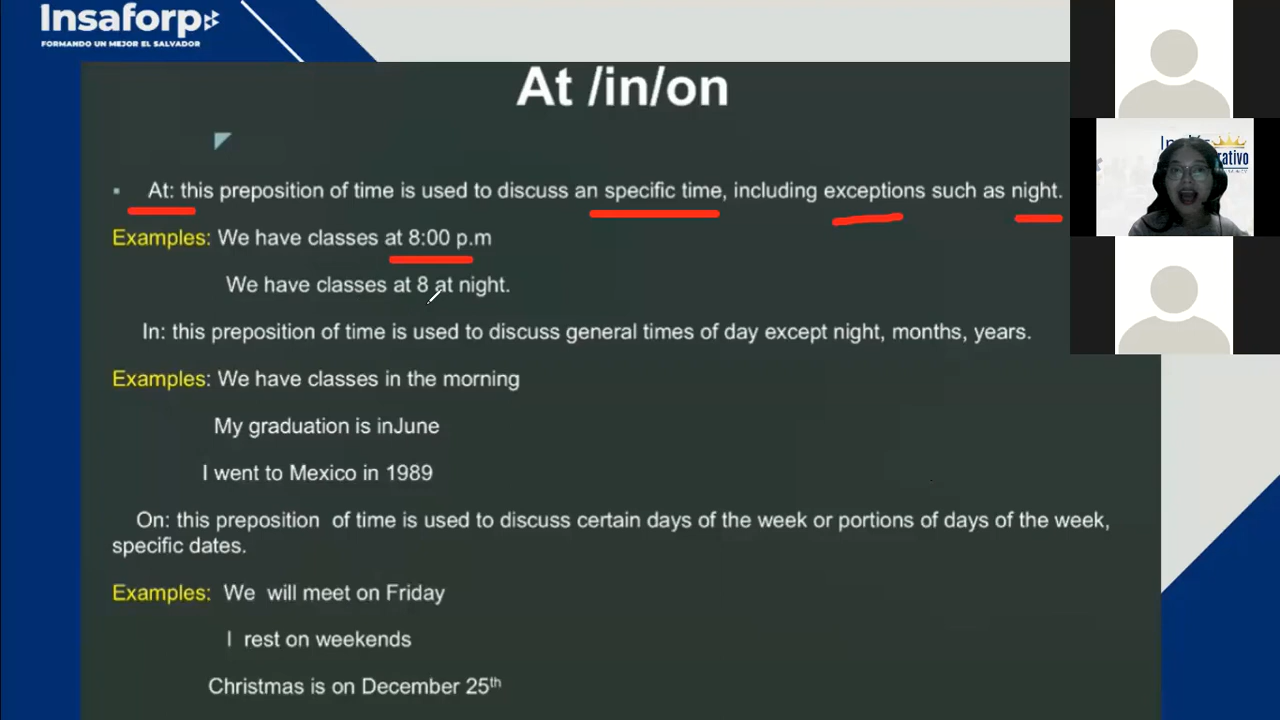 Insaforp
FORMANDO UN MEJOR EL SALVADOR
At /in/on
At: this preposition of time is used to discuss an specific time, including exceptions such as night.
Examples: We have classes at 8:00 p.m
We have classes at 8 at night.
In: this preposition of time is used to discuss general times of day except night, months, years.
Examples: We have classes in the morning
My graduation is inJune
I went to Mexico in 1989
On: this preposition of time is used to discuss certain days of the week or portions of days of the week,
specific dates.
Examples: We will meet on Friday
I rest on weekends
Christmas is on December 25th